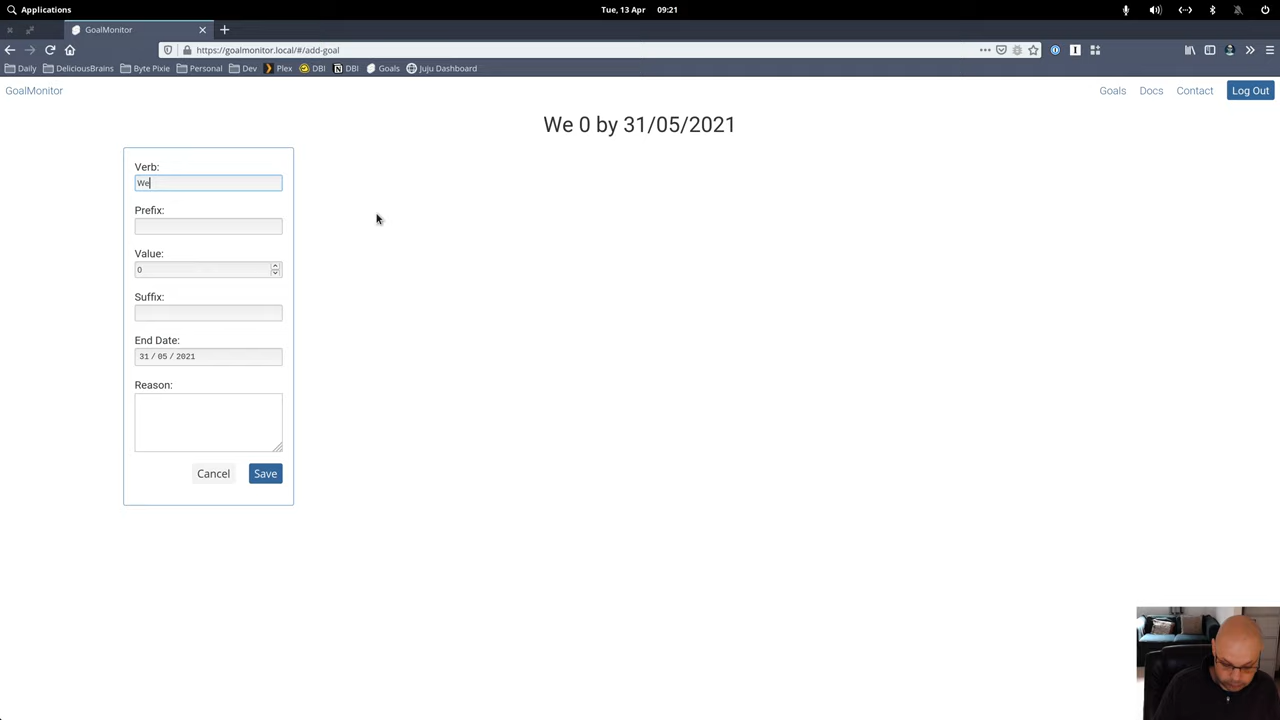 Applications
Tue, 13 Apr 09:21
GoalMonitor
https://goalmonitor.local/#/add-goal
Daily DeliciousBrains Byte Pixie Personal Dev Plex DBI DBI Goals Juju Dashboard
GoalMonitor Goals Docs Contact Log Out
We 0 by 31/05/2021
Verb:
We
Prefix:
Value:
0
Suffix:
End Date:
31 / 05 / 2021
Reason:
Cancel Save